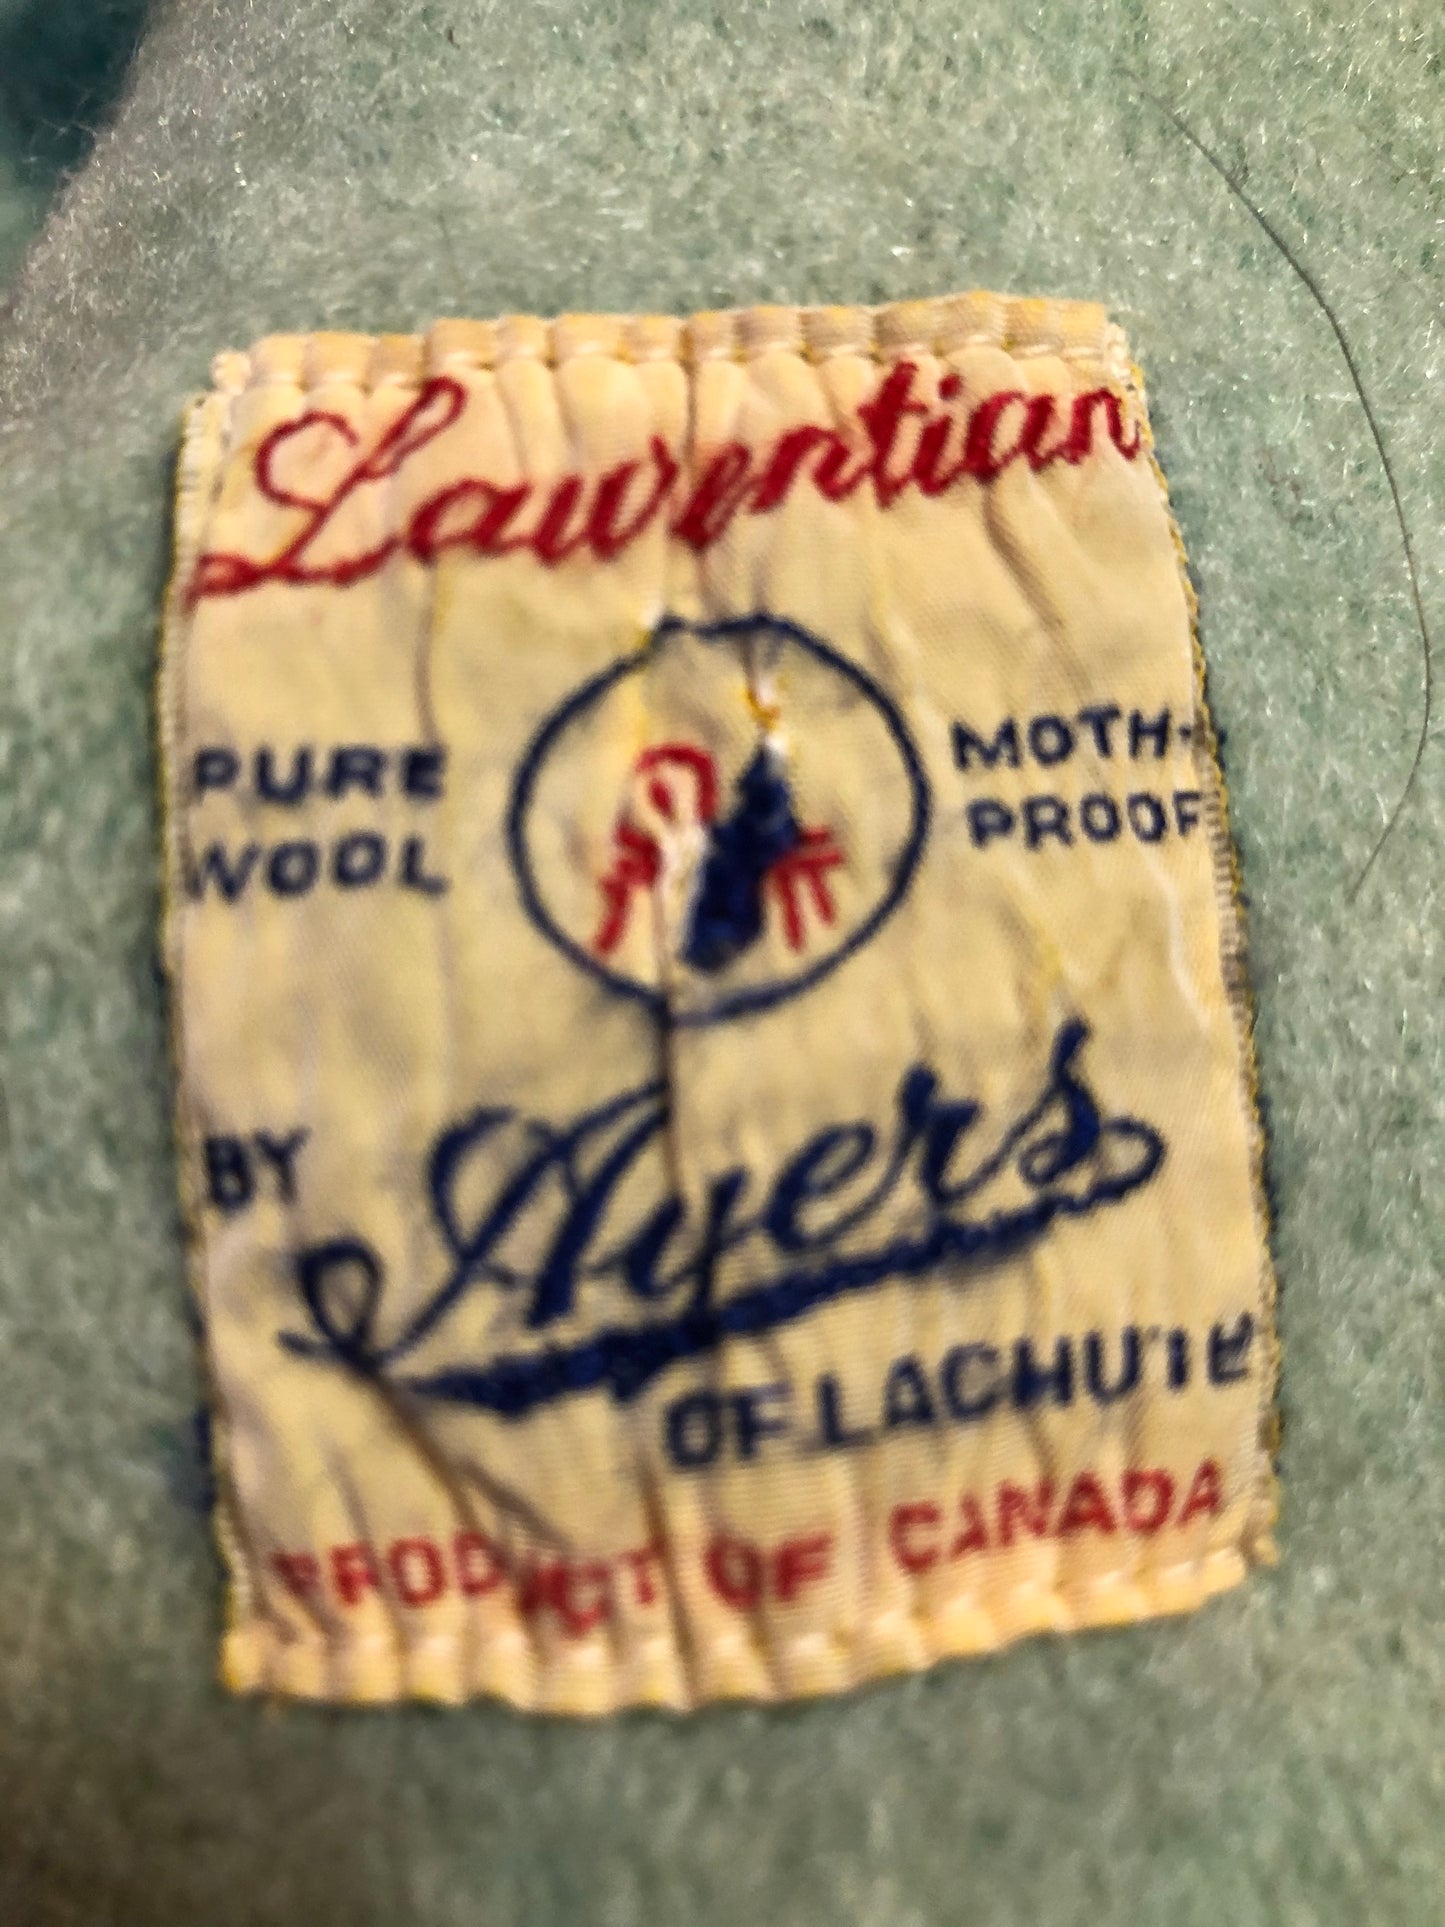 Laurentian
PURE
WOOL
MOTH-
PROOF
BY
Ayers
OF LACHUTE
PRODUCT OF CANADA